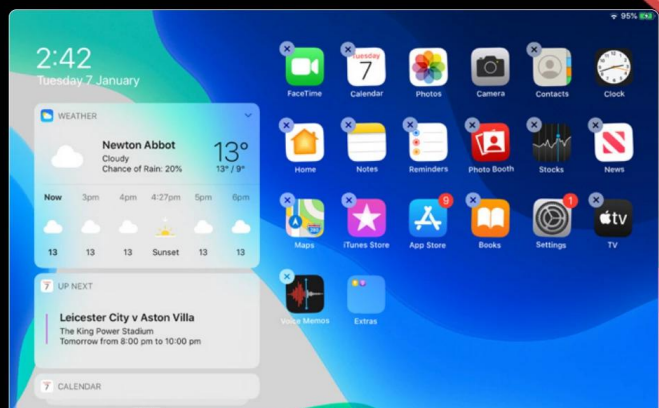 95%
2:42
Tuesday 7 January
WEATHER
Newton Abbot
Cloudy
Chance of Rain: 20%
13°
13° / 9°
Now 3pm 4pm 4:27pm 5pm 6pm
13 13 13 Sunset 13 13
7 UP NEXT
Leicester City v Aston Villa
The King Power Stadium
Tomorrow from 8:00 pm to 10:00 pm
7 CALENDAR
Tuesday
7
FaceTime Calendar Photos Camera Contacts Clock
Home Notes Reminders Photo Booth Stocks News
280
9
1
tv
Maps iTunes Store App Store Books Settings TV
Voice Memos Extras